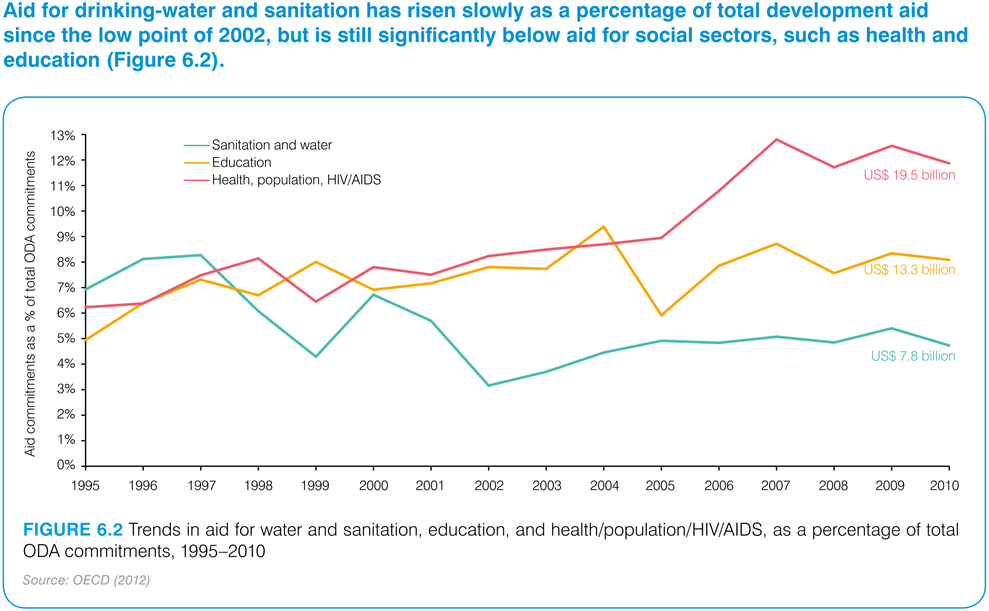 Aid for drinking-water and sanitation has risen slowly as a percentage of total development aid
since the low point of 2002, but is still significantly below aid for social sectors, such as health and
education (Figure 6.2).
Aid commitments as a % of total ODA commitments
13%
12%
11%
10%
9%
8%
7%
6%
5%
4%
3%
2%
1%
0%
Sanitation and water
Education
Health, population, HIV/AIDS
US$ 19.5 billion
US$ 13.3 billion
US$ 7.8 billion
1995 1996 1997 1998 1999 2000 2001 2002 2003 2004 2005 2006 2007 2008 2009 2010
FIGURE 6.2 Trends in aid for water and sanitation, education, and health/population/HIV/AIDS, as a percentage of total
ODA commitments, 1995–2010
Source: OECD (2012)